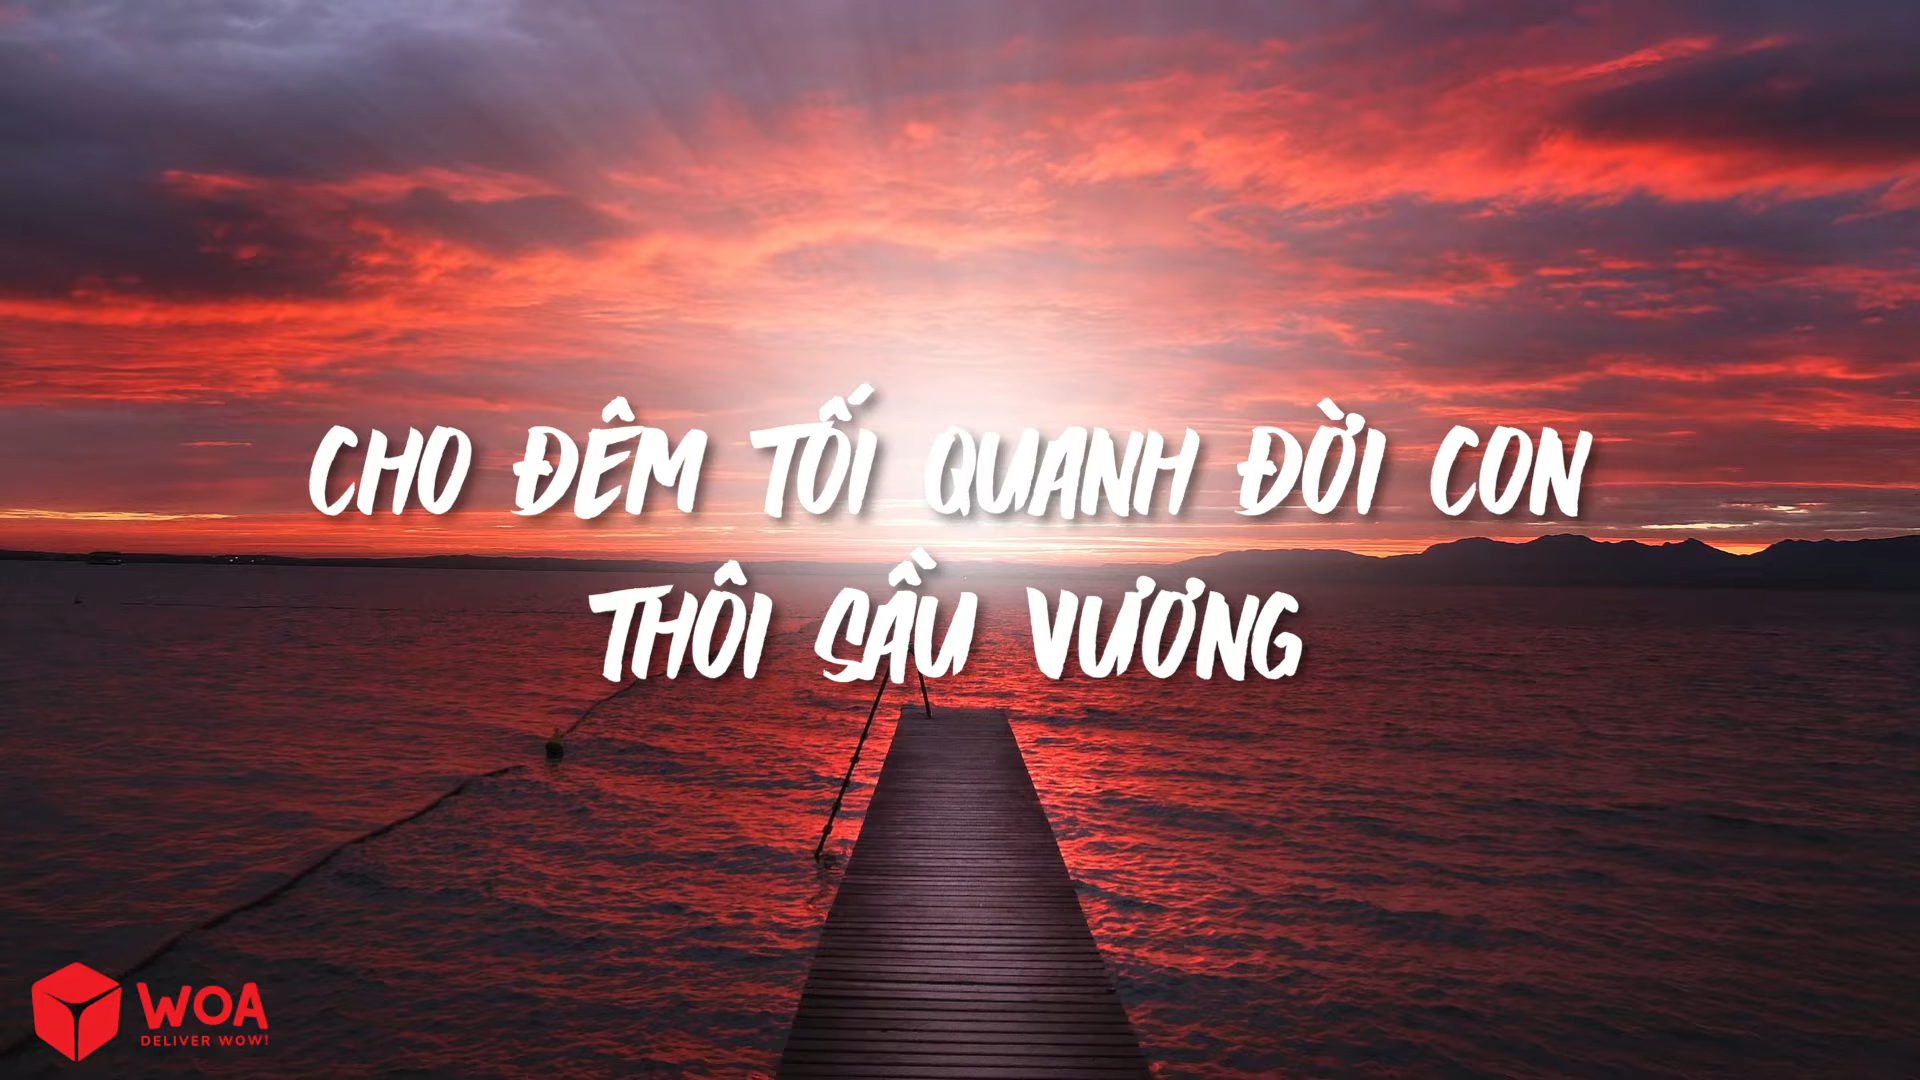 CHO ĐÊM TỐI QUANH ĐỜI CON
THÔI SẦU VƯƠNG
WOA
DELIVER WOW!